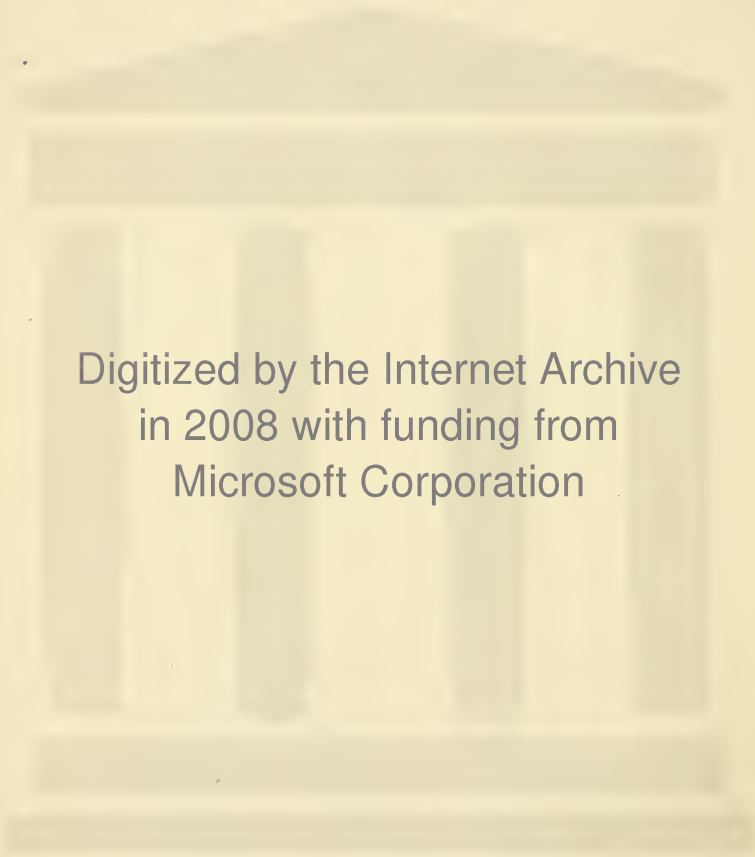 Digitized by the Internet Archive
in 2008 with funding from
Microsoft Corporation